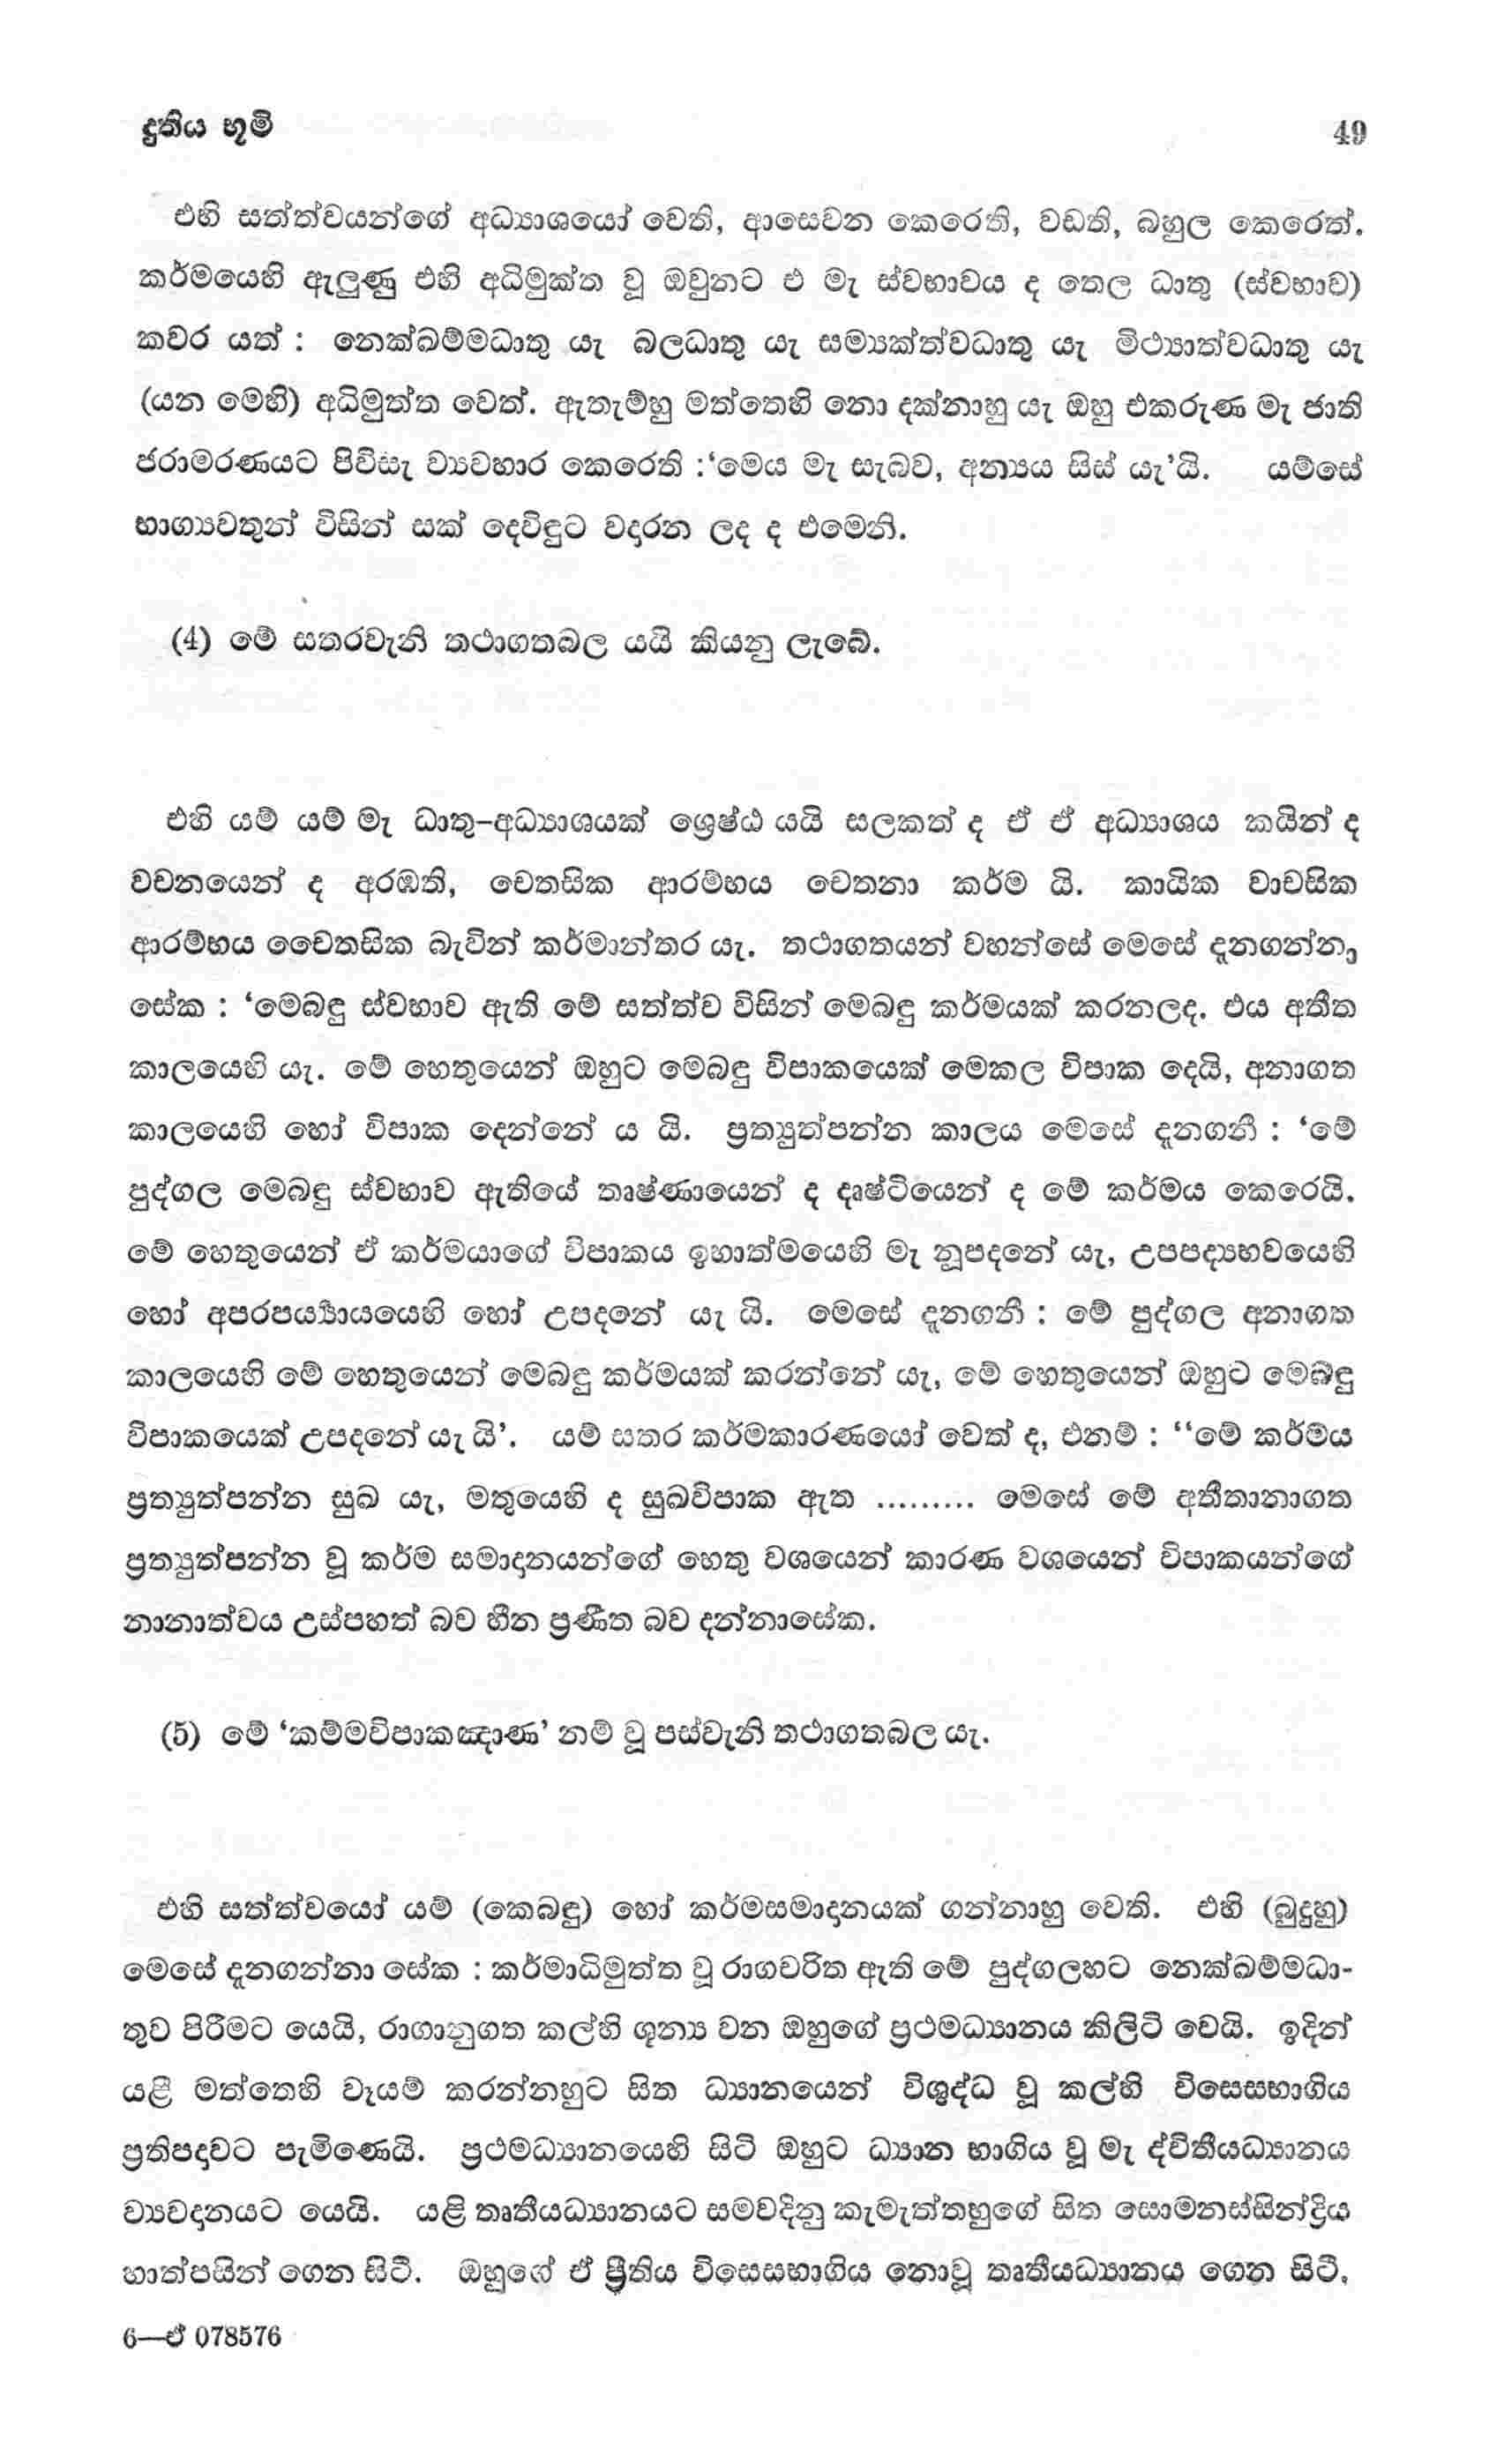 දුතිය භූමි 49
එහි සත්ත්වයන්ගේ අධ්‍යාශයෝ වෙති, ආසෙවන කෙරෙති, වඩති, බහුල කෙරෙත්.
කර්මයෙහි ඇලුණු එහි අධිමුක්ත වූ ඔවුනට එ මැ ස්වභාවය ද තෙල ධාතු (ස්වභාව)
කවර යත් : නෙක්ඛම්මධාතු යැ බලධාතු යැ සම්‍යක්ත්වධාතු යැ මිථ්‍යාත්වධාතු යැ
(යන මෙහි) අධිමුත්ත වෙත්. ඇතැම්හු මත්තෙහි නො දක්නාහු යැ ඔහු එකරුණ මැ ජාති
ජරාමරණයට පිවිසැ ව්‍යවහාර කෙරෙති :‘මෙය මැ සැබව, අන්‍යය සිස් යැ’යි. යම්සේ
භාග්‍යවතුන් විසින් සක් දෙවිඳුට වදරන ලද ද එමෙනි.
(4) මේ සතරවැනි තථාගතබල යයි කියනු ලැබේ.
එහි යම් යම් මැ ධාතු–අධ්‍යාශයක් ශ්‍රෙෂ්ඨ යයි සලකත් ද ඒ ඒ අධ්‍යාශය කයින් ද
වචනයෙන් ද අරඹති, චෙතසික ආරම්භය චෙතනා කර්ම යි. කායික වාචසික
ආරම්භය චෛතසික බැවින් කර්මාන්තර යැ. තථාගතයන් වහන්සේ මෙසේ දැනගන්නා
සේක : ‘මෙබඳු ස්වභාව ඇති මේ සත්ත්ව විසින් මෙබඳු කර්මයක් කරනලද. එය අතීත
කාලයෙහි යැ. මේ හෙතුයෙන් ඔහුට මෙබඳු විපාකයෙක් මෙකල විපාක දෙයි, අනාගත
කාලයෙහි හෝ විපාක දෙන්නේ ය යි. ප්‍රත්‍යුත්පන්න කාලය මෙසේ දැනගනී : ‘මේ
පුද්ගල මෙබඳු ස්වභාව ඇතියේ තෘෂ්ණායෙන් ද දෘෂ්ටියෙන් ද මේ කර්මය කෙරෙයි.
මේ හෙතුයෙන් ඒ කර්මයාගේ විපාකය ඉහාත්මයෙහි මැ නූපදනේ යැ, උපපද්‍යභවයෙහි
හෝ අපරපර්‍ය්‍යායයෙහි හෝ උපදනේ යැ යි. මෙසේ දැනගනී : මේ පුද්ගල අනාගත
කාලයෙහි මේ හෙතුයෙන් මෙබඳු කර්මයක් කරන්නේ යැ, මේ හෙතුයෙන් ඔහුට මෙබඳු
විපාකයෙක් උපදනේ යැ යි’. යම් සතර කර්මකාරණයෝ වෙත් ද, එනම් : “මේ කර්මය
ප්‍රත්‍යුත්පන්න සුඛ යැ, මතුයෙහි ද සුඛවිපාක ඇත ......... මෙසේ මේ අතීතානාගත
ප්‍රත්‍යුත්පන්න වූ කර්ම සමාදානයන්ගේ හෙතු වශයෙන් කාරණ වශයෙන් විපාකයන්ගේ
නානාත්වය උස්පහත් බව හීන ප්‍රණීත බව දන්නාසේක.
(5) මේ ‘කම්මවිපාකඤාණ’ නම් වූ පස්වැනි තථාගතබල යැ.
එහි සත්ත්වයෝ යම් (කෙබඳු) හෝ කර්මසමාදානයක් ගන්නාහු වෙති. එහි (බුදුහු)
මෙසේ දැනගන්නා සේක : කර්මාධිමුත්ත වූ රාගචරිත ඇති මේ පුද්ගලහට නෙක්ඛම්මධා-
තුව පිරීමට යෙයි, රාගානුගත කල්හි ශූන්‍ය වන ඔහුගේ ප්‍රථමධ්‍යානය කිලිටි වෙයි. ඉදින්
යළී මත්තෙහි වෑයම් කරන්නහුට සිත ධ්‍යානයෙන් විශුද්ධ වූ කල්හි විසෙසභාගිය
ප්‍රතිපදාවට පැමිණෙයි. ප්‍රථමධ්‍යානයෙහි සිටි ඔහුට ධ්‍යාන භාගිය වූ මැ ද්විතීයධ්‍යානය
ව්‍යවදානයට යෙයි. යළි තෘතීයධ්‍යානයට සමවදිනු කැමැත්තහුගේ සිත සොමනස්සින්ද්‍රිය
හාත්පසින් ගෙන සිටී. ඔහුගේ ඒ ප්‍රීතිය විසෙසභාගිය නොවූ තෘතීයධ්‍යානය ගෙන සිටී.
6—ඒ 078576